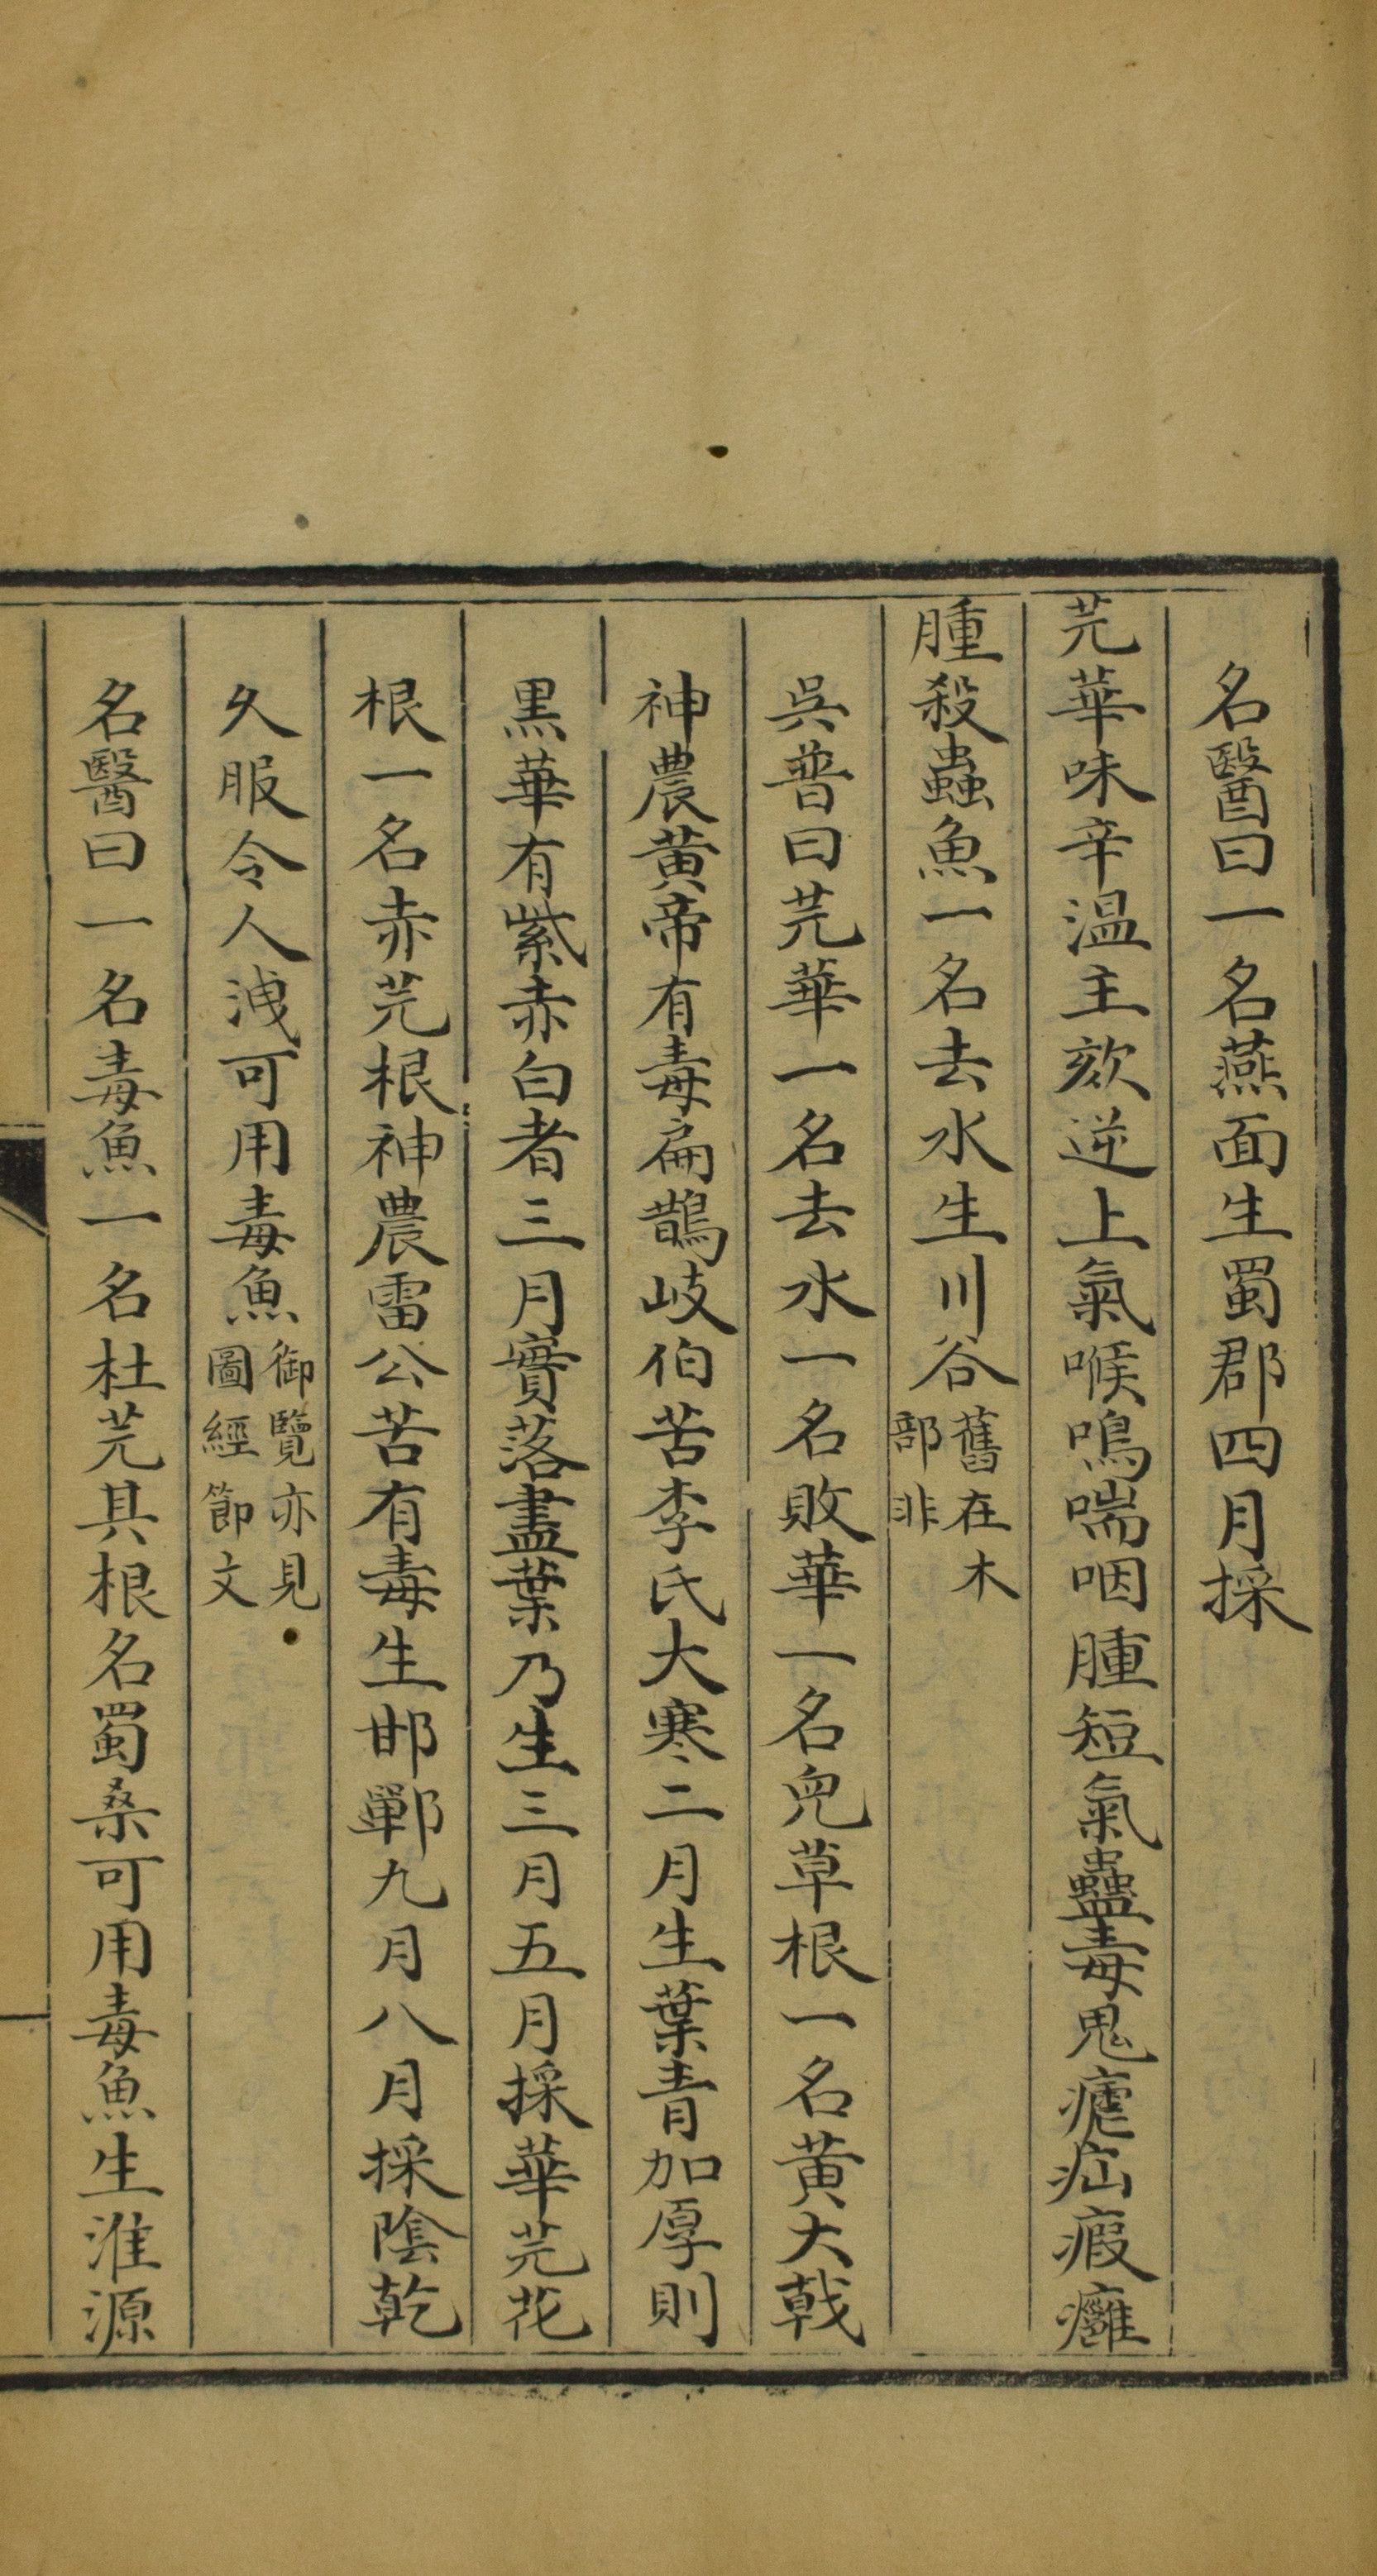 名醫曰一名燕面生蜀郡四月採
芫華味辛温主欬逆上氣喉鳴喘咽腫短氣蠱毒鬼瘧疝瘕癰
腫殺蟲魚一名去水生川谷舊在木部非
吳普曰芫華一名去水一名敗華一名兒草根一名黃大戟
神農黃帝有毒扁鵲岐伯苦李氏大寒二月生葉青加厚則
黑華有紫赤白者三月實落盡葉乃生三月五月採華芫花
根一名赤芫根神農雷公苦有毒生邯鄲九月八月採陰乾
久服令人洩可用毒魚御覽亦見圖經節文
名醫曰一名毒魚一名杜芫其根名蜀桑可用毒魚生淮源